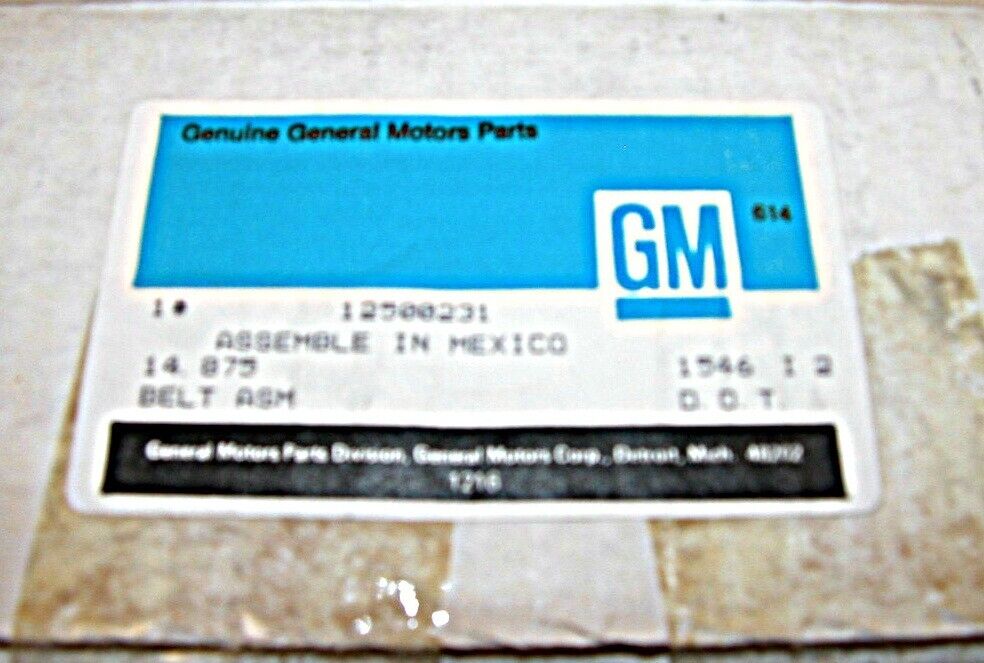 Genuine General Motors Parts
GM
614
1# 12500231
ASSEMBLE IN MEXICO
14.875 1546 1 2
BELT ASM D.O.T.
General Motors Parts Division, General Motors Corp., Detroit, Mich. 48202